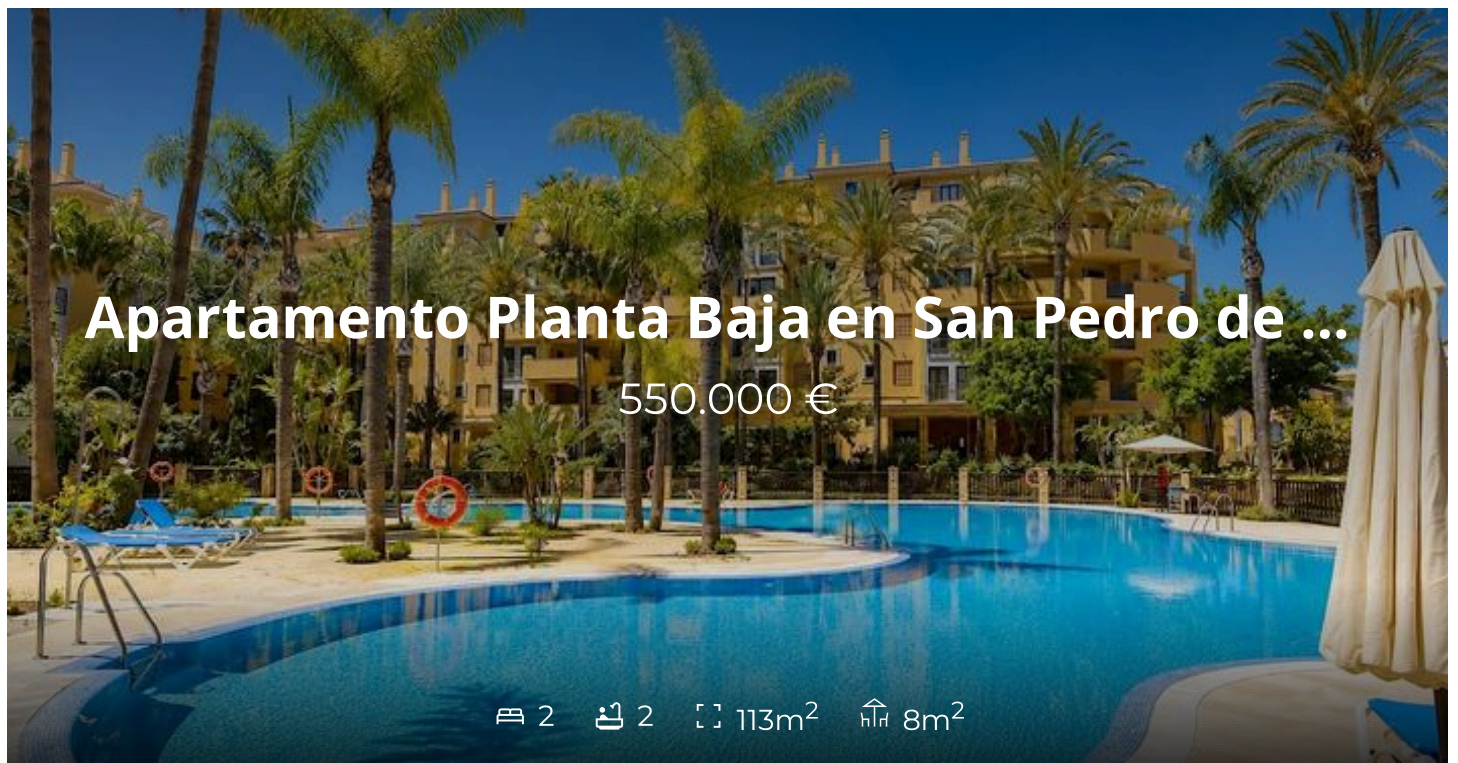 Apartamento Planta Baja en San Pedro de ...
550.000 €
2 2 113m² 8m²